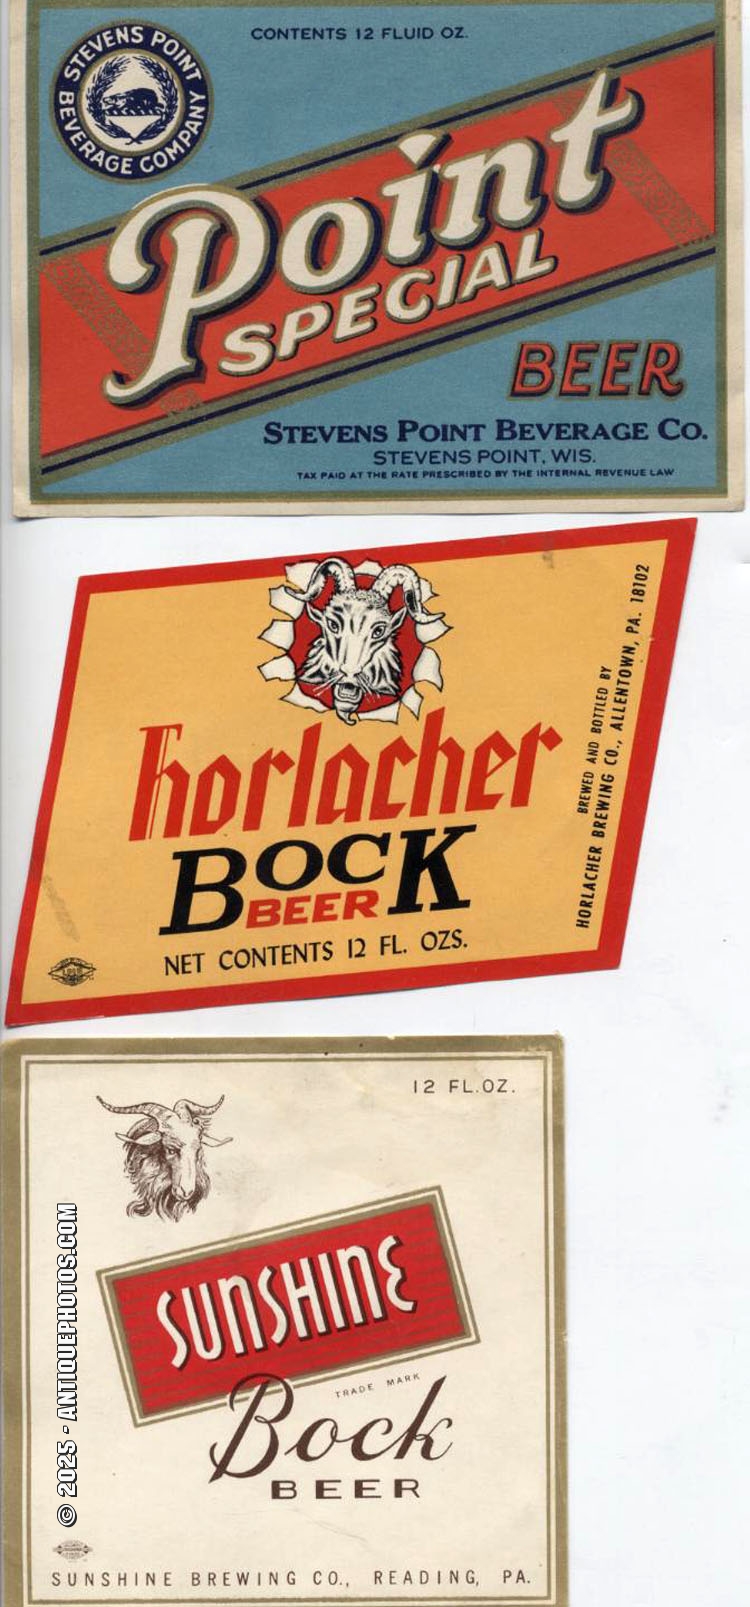 CONTENTS 12 FLUID OZ.
STEVENS POINT
BEVERAGE COMPANY
Point
SPECIAL
BEER
STEVENS POINT BEVERAGE CO.
STEVENS POINT, WIS.
TAX PAID AT THE RATE PRESCRIBED BY THE INTERNAL REVENUE LAW
horlacher
BOCK
BEER
NET CONTENTS 12 FL. OZS.
BREWED AND BOTTLED BY
HORLACHER BREWING CO., ALLENTOWN, PA. 18102
12 FL.OZ.
SUNSHINE
TRADE MARK
Bock
BEER
SUNSHINE BREWING CO., READING, PA.
© 2025 - ANTIQUEPHOTOS.COM